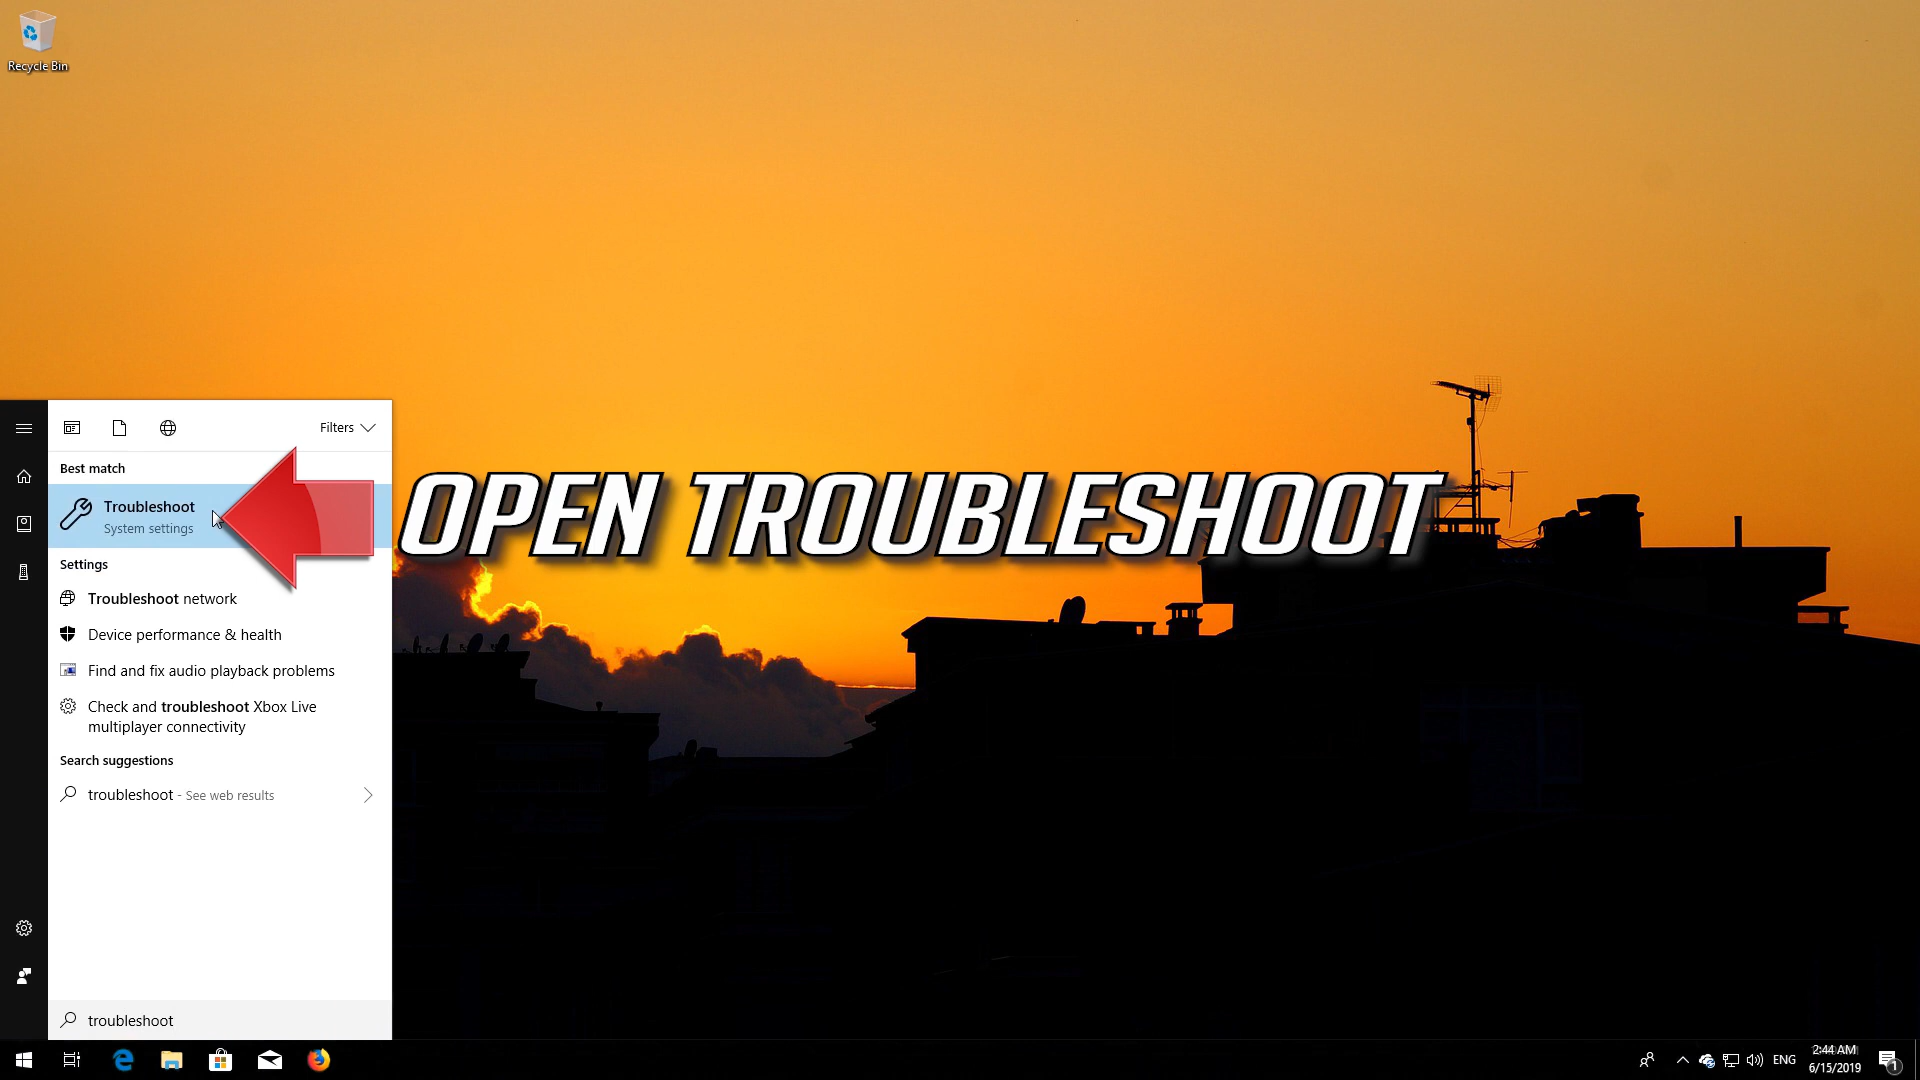 Recycle Bin
Filters
Best match
Troubleshoot
System settings
OPEN TROUBLESHOOT
Settings
Troubleshoot network
Device performance & health
Find and fix audio playback problems
Check and troubleshoot Xbox Live
multiplayer connectivity
Search suggestions
troubleshoot - See web results
troubleshoot
ENG
2:44 AM
6/15/2019
1